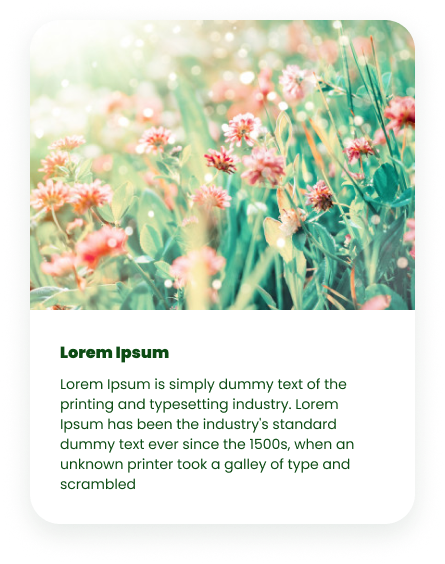 Lorem Ipsum
Lorem Ipsum is simply dummy text of the
printing and typesetting industry. Lorem
Ipsum has been the industry's standard
dummy text ever since the 1500s, when an
unknown printer took a galley of type and
scrambled